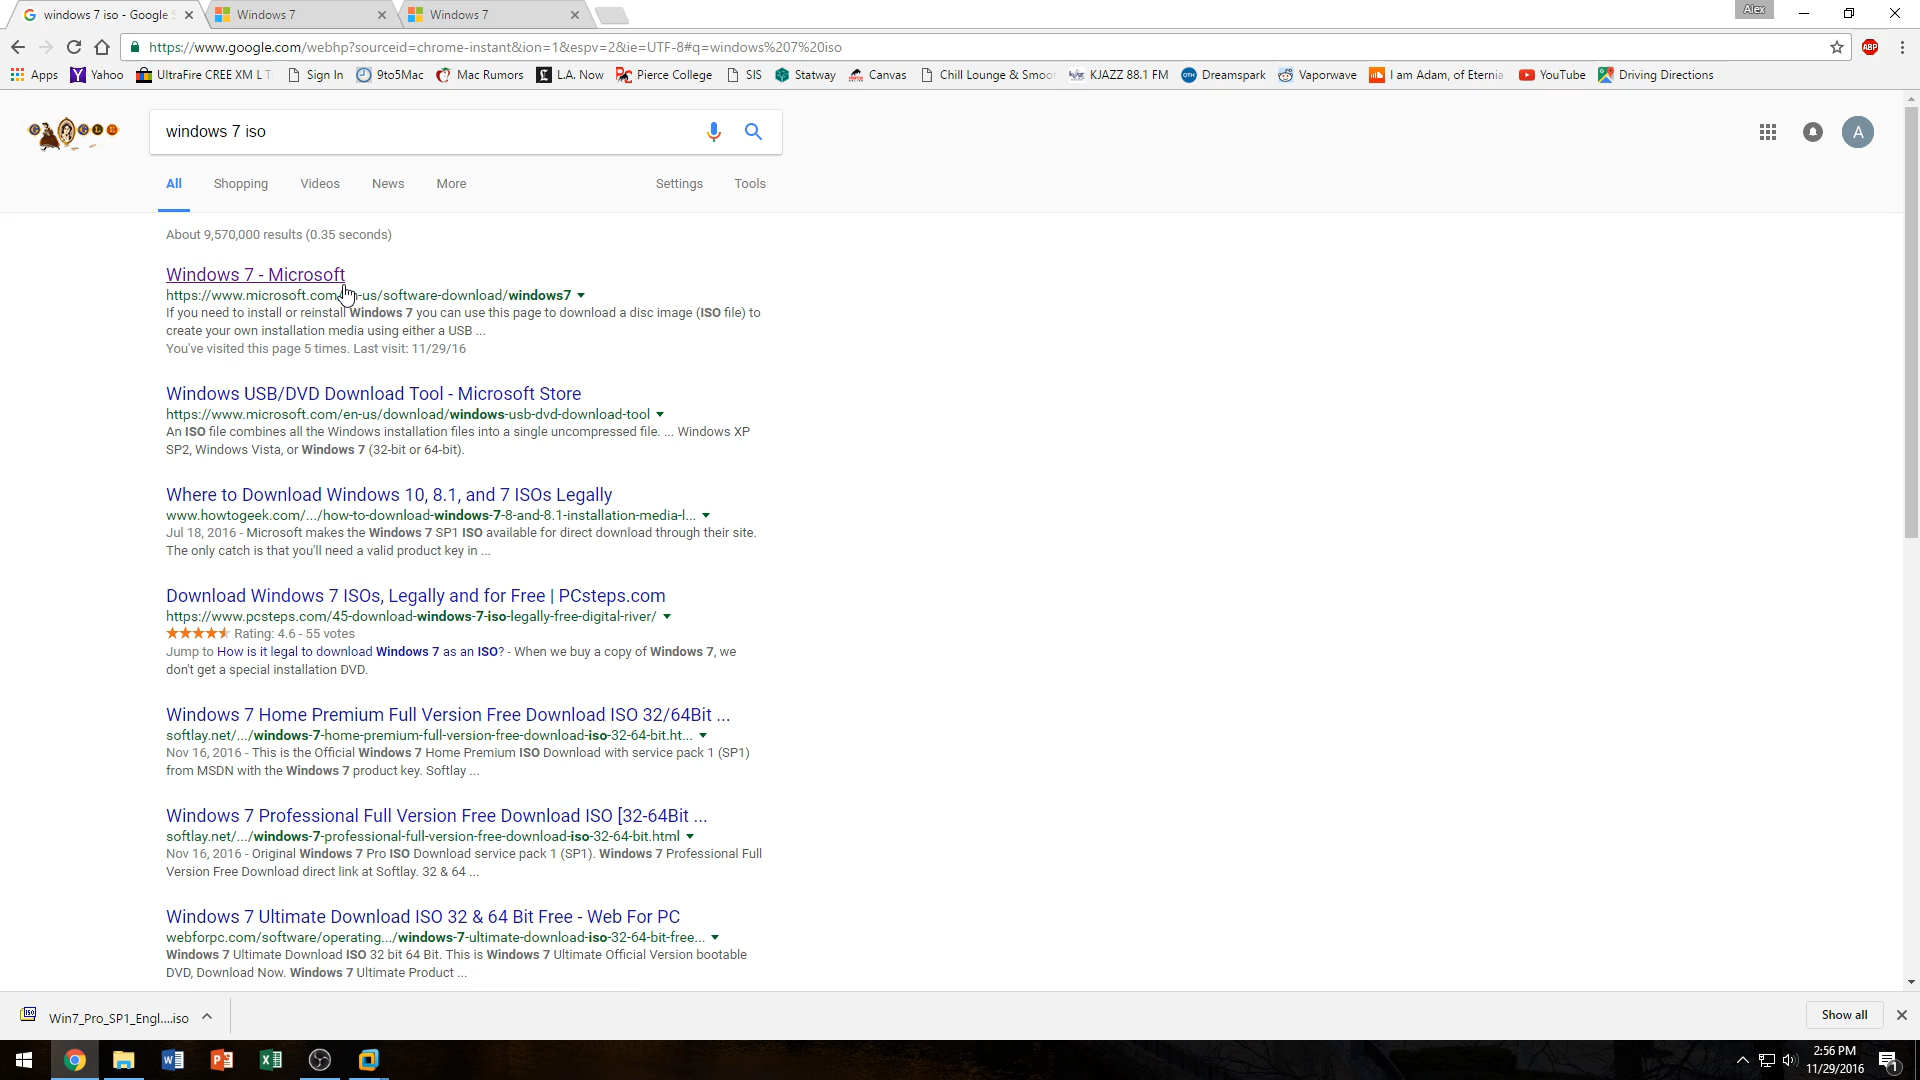 windows 7 iso - Google S
Windows 7
Windows 7
Alex
https://www.google.com/webhp?sourceid=chrome-instant&ion=1&espv=2&ie=UTF-8#q=windows%207%20iso
ABP
Apps
Yahoo
UltraFire CREE XM L T
Sign In
9to5Mac
Mac Rumors
L.A. Now
Pierce College
SIS
Statway
Canvas
Chill Lounge & Smoot
KJAZZ 88.1 FM
Dreamspark
Vaporwave
I am Adam, of Eternia
YouTube
Driving Directions
windows 7 iso
A
All
Shopping
Videos
News
More
Settings
Tools
About 9,570,000 results (0.35 seconds)
Windows 7 - Microsoft
https://www.microsoft.com/ -us/software-download/windows7
If you need to install or reinstall Windows 7 you can use this page to download a disc image (ISO file) to
create your own installation media using either a USB ...
You've visited this page 5 times. Last visit: 11/29/16
Windows USB/DVD Download Tool - Microsoft Store
https://www.microsoft.com/en-us/download/windows-usb-dvd-download-tool
An ISO file combines all the Windows installation files into a single uncompressed file. ... Windows XP
SP2, Windows Vista, or Windows 7 (32-bit or 64-bit).
Where to Download Windows 10, 8.1, and 7 ISOs Legally
www.howtogeek.com/.../how-to-download-windows-7-8-and-8.1-installation-media-l...
Jul 18, 2016 - Microsoft makes the Windows 7 SP1 ISO available for direct download through their site.
The only catch is that you'll need a valid product key in ...
Download Windows 7 ISOs, Legally and for Free | PCsteps.com
https://www.pcsteps.com/45-download-windows-7-iso-legally-free-digital-river/
Rating: 4.6 - 55 votes
Jump to How is it legal to download Windows 7 as an ISO? - When we buy a copy of Windows 7, we
don't get a special installation DVD.
Windows 7 Home Premium Full Version Free Download ISO 32/64Bit ...
softlay.net/.../windows-7-home-premium-full-version-free-download-iso-32-64-bit.ht...
Nov 16, 2016 - This is the Official Windows 7 Home Premium ISO Download with service pack 1 (SP1)
from MSDN with the Windows 7 product key. Softlay ...
Windows 7 Professional Full Version Free Download ISO [32-64Bit ...
softlay.net/.../windows-7-professional-full-version-free-download-iso-32-64-bit.html
Nov 16, 2016 - Original Windows 7 Pro ISO Download service pack 1 (SP1). Windows 7 Professional Full
Version Free Download direct link at Softlay. 32 & 64 ...
Windows 7 Ultimate Download ISO 32 & 64 Bit Free - Web For PC
webforpc.com/software/operating.../windows-7-ultimate-download-iso-32-64-bit-free...
Windows 7 Ultimate Download ISO 32 bit 64 Bit. This is Windows 7 Ultimate Official Version bootable
DVD, Download Now. Windows 7 Ultimate Product ...
Win7_Pro_SP1_Engl....iso
Show all
2:56 PM
11/29/2016
1